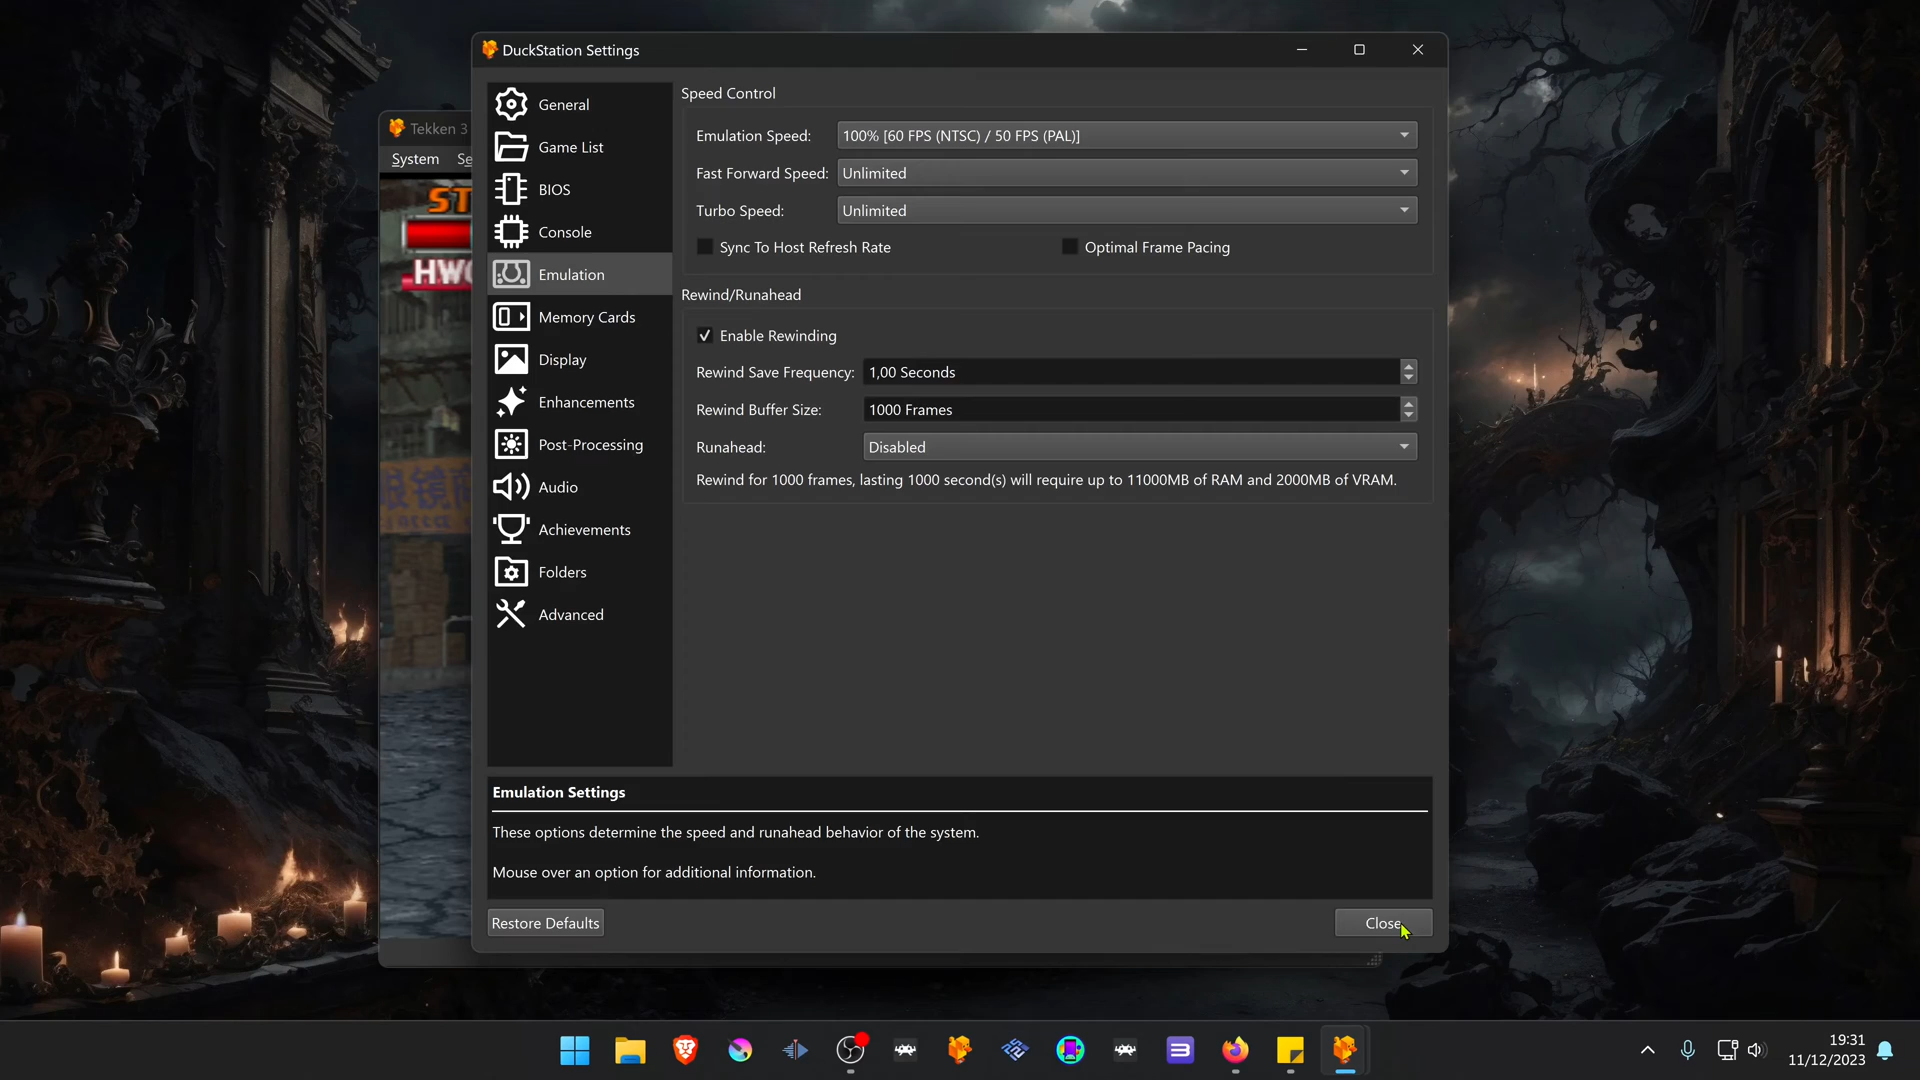 DuckStation Settings
Tekken 3
System Se
General
Game List
BIOS
Console
Emulation
Memory Cards
Display
Enhancements
Post-Processing
Audio
Achievements
Folders
Advanced
Speed Control
Emulation Speed: 100% [60 FPS (NTSC) / 50 FPS (PAL)]
Fast Forward Speed: Unlimited
Turbo Speed: Unlimited
Sync To Host Refresh Rate Optimal Frame Pacing
Rewind/Runahead
Enable Rewinding
Rewind Save Frequency: 1,00 Seconds
Rewind Buffer Size: 1000 Frames
Runahead: Disabled
Rewind for 1000 frames, lasting 1000 second(s) will require up to 11000MB of RAM and 2000MB of VRAM.
Emulation Settings
These options determine the speed and runahead behavior of the system.
Mouse over an option for additional information.
Restore Defaults Close
ST
HWO
19:31
11/12/2023